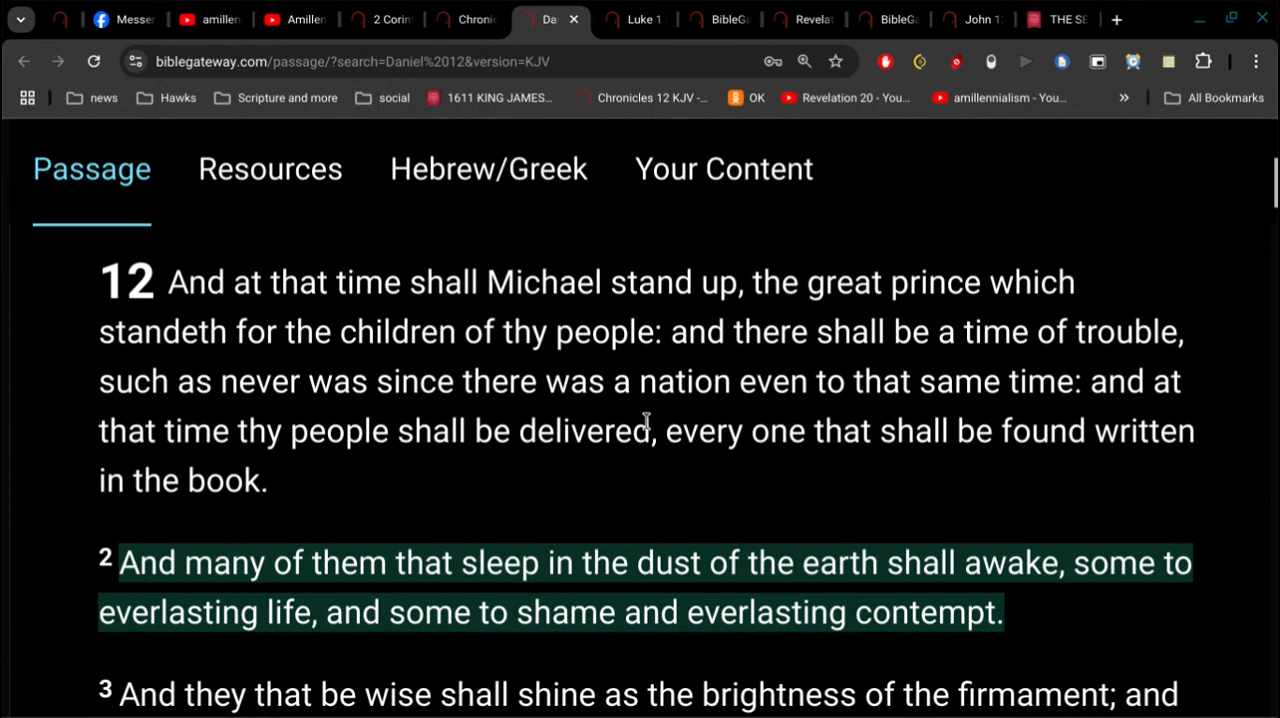 Messer
amillen
Amillen
2 Corin
Chronic
Da
Luke 1
BibleGa
Revelat
BibleGa
John 1
THE SE
biblegateway.com/passage/?search=Daniel%2012&version=KJV
news
Hawks
Scripture and more
social
1611 KING JAMES...
Chronicles 12 KJV -...
OK
Revelation 20 - You...
amillennialism - You...
All Bookmarks
Passage
Resources
Hebrew/Greek
Your Content
12 And at that time shall Michael stand up, the great prince which
standeth for the children of thy people: and there shall be a time of trouble,
such as never was since there was a nation even to that same time: and at
that time thy people shall be delivered, every one that shall be found written
in the book.
2 And many of them that sleep in the dust of the earth shall awake, some to
everlasting life, and some to shame and everlasting contempt.
3 And they that be wise shall shine as the brightness of the firmament; and